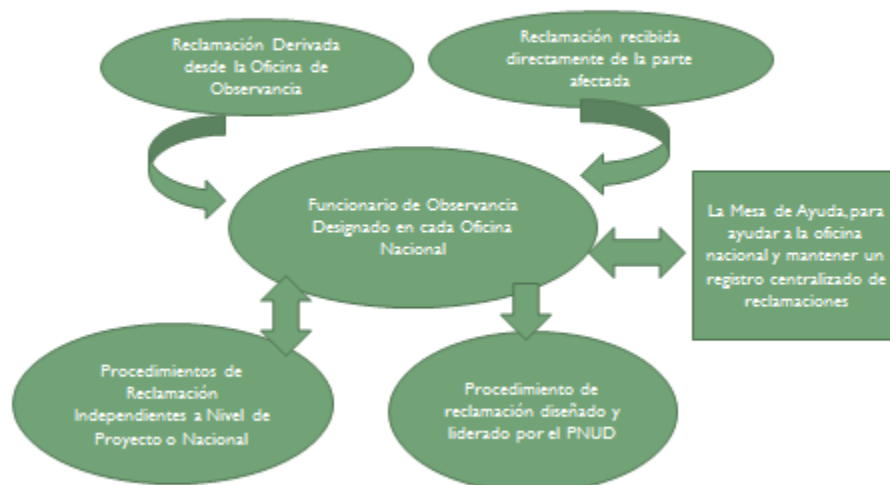 Reclamación Derivada
desde la Oficina de
Observancia
Reclamación recibida
directamente de la parte
afectada
Funcionario de Observancia
Designado en cada Oficina
Nacional
La Mesa de Ayuda, para
ayudar a la oficina
nacional y mantener un
registro centralizado de
reclamaciones
Procedimientos de
Reclamación
Independientes a Nivel de
Proyecto o Nacional
Procedimiento de
reclamación diseñado y
liderado por el PNUD